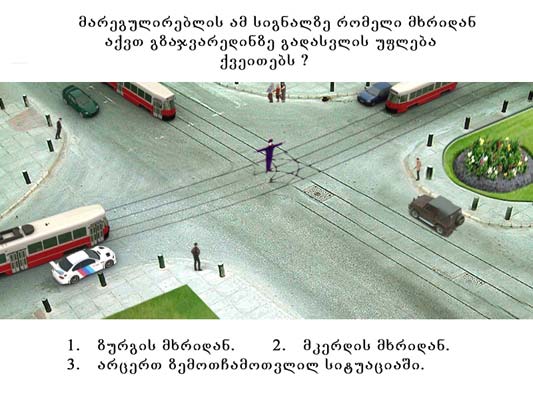 მარეგულირებლის ამ სიგნალზე რომელი მხრიდან
აქვთ გზაჯვარედინზე გადასვლის უფლება
ქვეითებს ?
1. ზურგის მხრიდან. 2. მკერდის მხრიდან.
3. არცერთ ზემოთჩამოთვლილ სიტუაციაში.